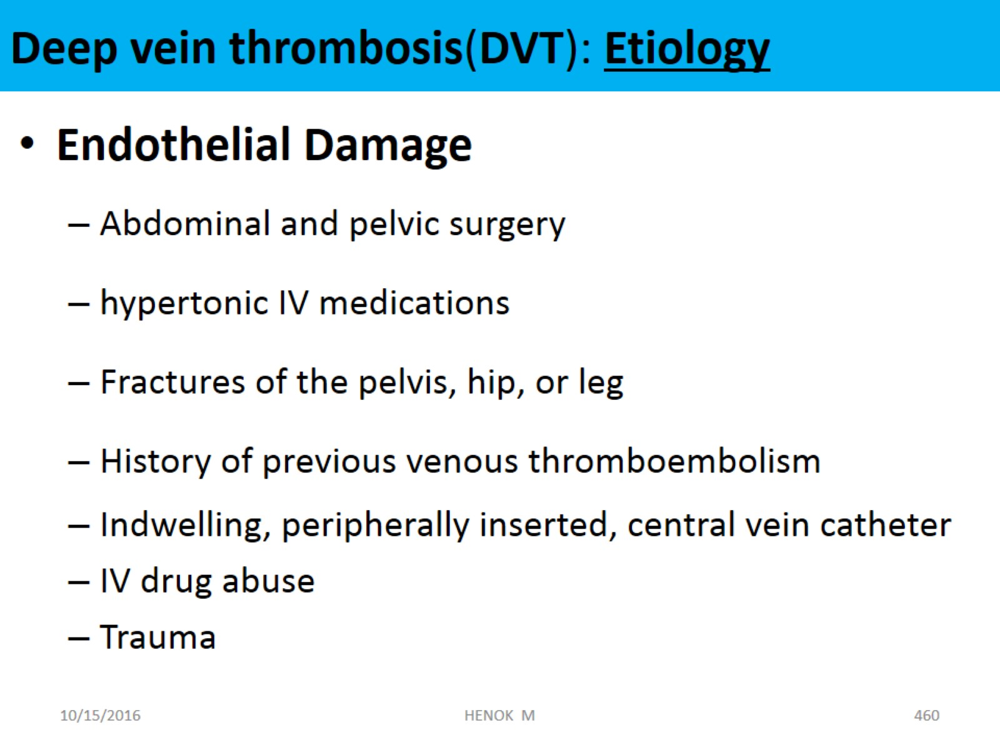 Deep vein thrombosis(DVT): Etiology
• Endothelial Damage
– Abdominal and pelvic surgery
– hypertonic IV medications
– Fractures of the pelvis, hip, or leg
– History of previous venous thromboembolism
– Indwelling, peripherally inserted, central vein catheter
– IV drug abuse
– Trauma
10/15/2016 HENOK M 460